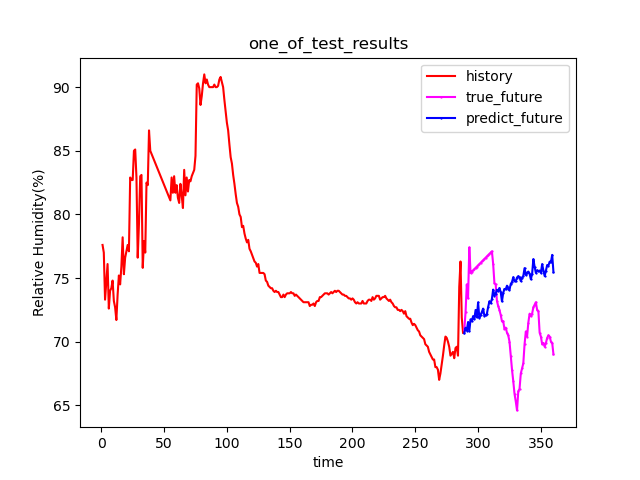 one_of_test_results
history
true_future
predict_future
Relative Humidity(%)
90
85
80
75
70
65
0 50 100 150 200 250 300 350
time